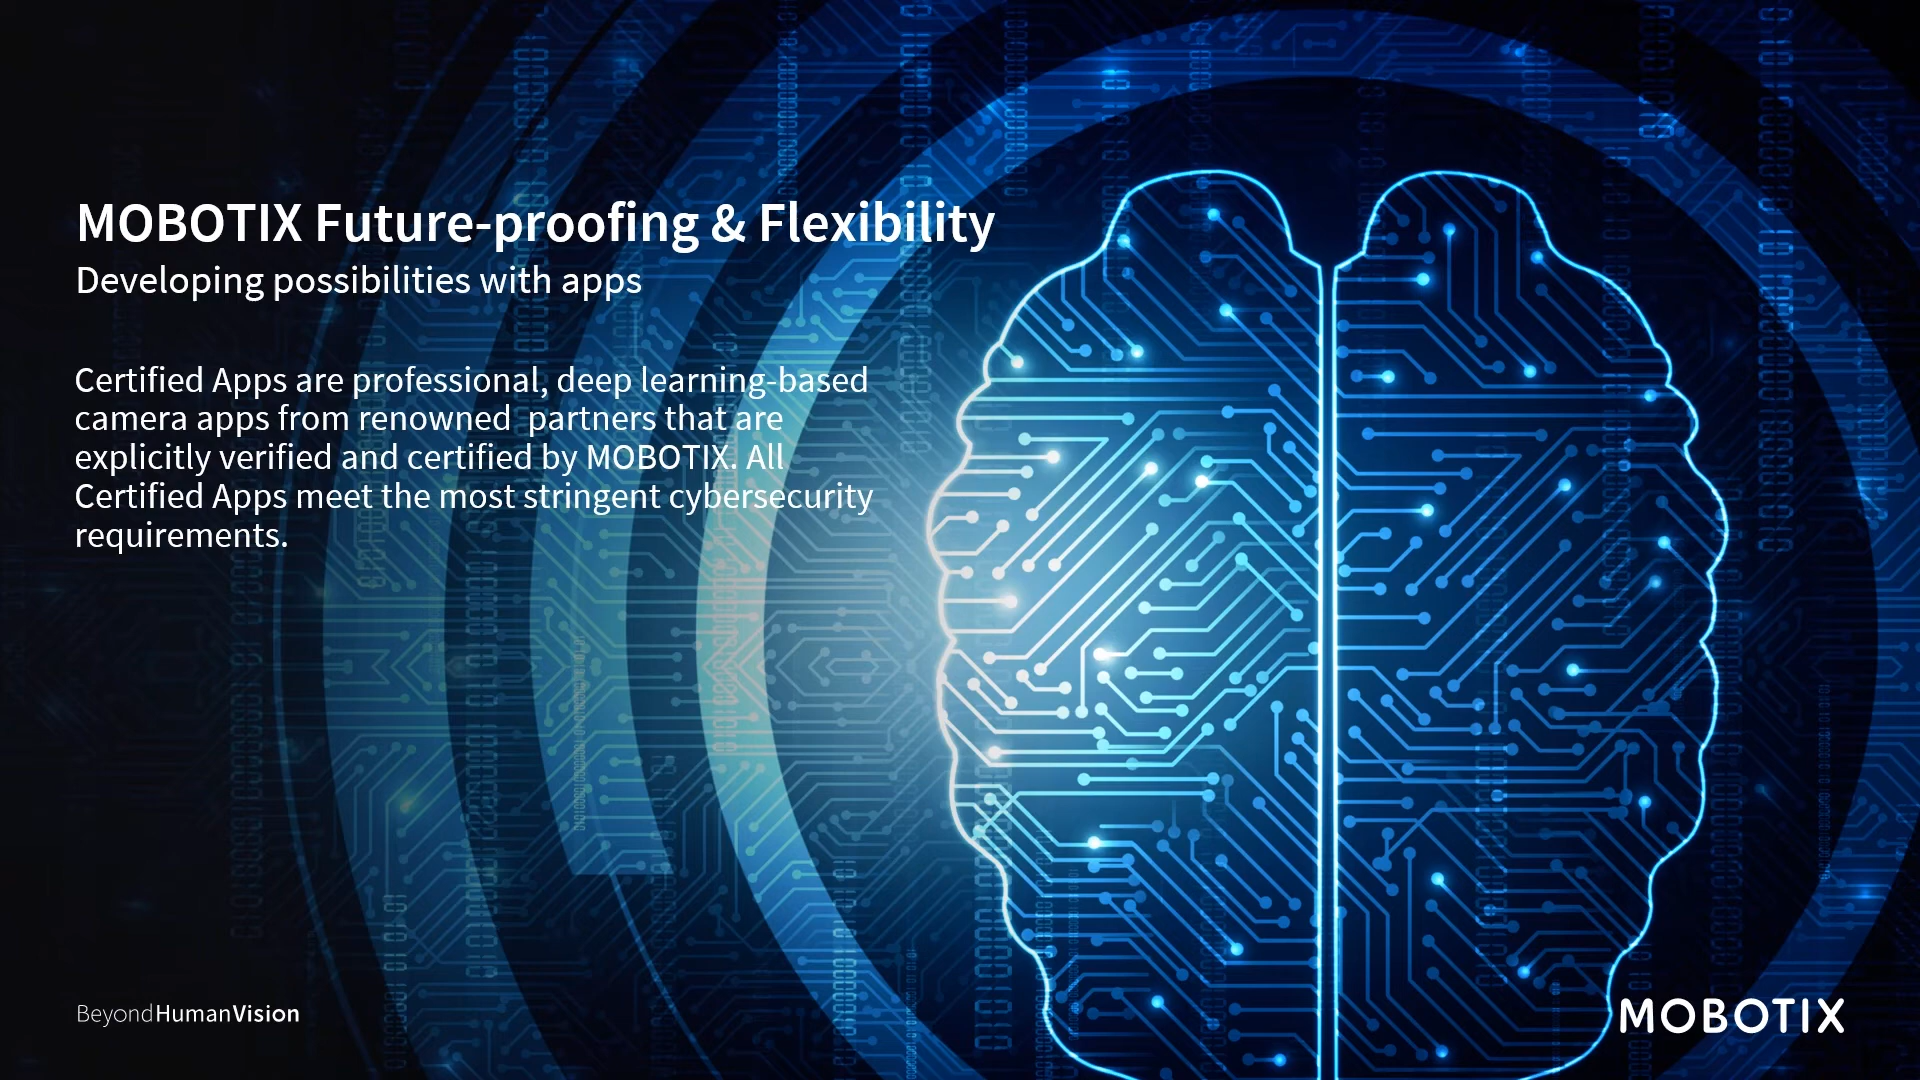 MOBOTIX Future-proofing & Flexibility
Developing possibilities with apps
Certified Apps are professional, deep learning-based
camera apps from renowned  partners that are
explicitly verified and certified by MOBOTIX. All
Certified Apps meet the most stringent cybersecurity
requirements.
BeyondHumanVision
MOBOTIX